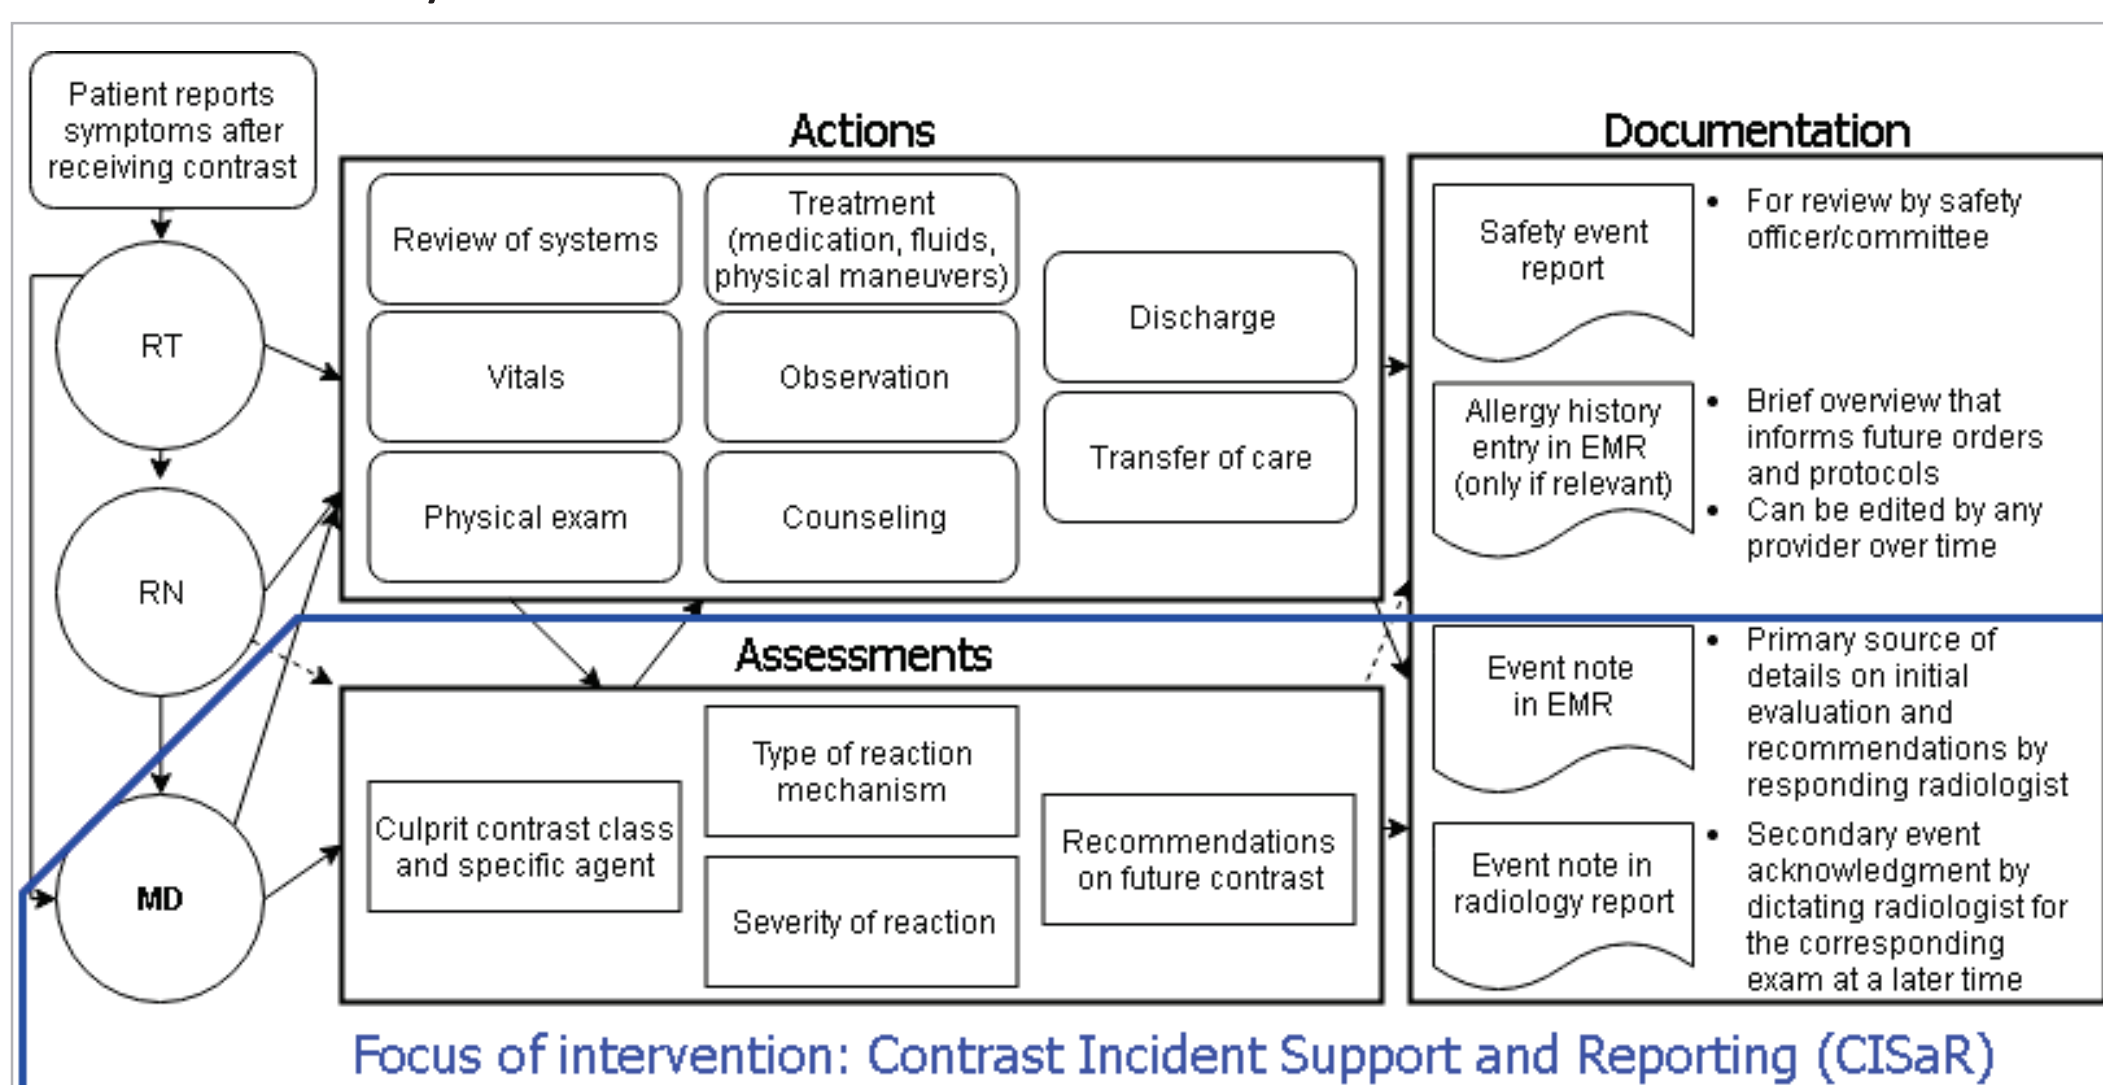 Patient reports
symptoms after
receiving contrast
RT
RN
MD
Actions
Review of systems
Vitals
Physical exam
Treatment
(medication, fluids,
physical maneuvers)
Observation
Counseling
Discharge
Transfer of care
Assessments
Culprit contrast class
and specific agent
Type of reaction
mechanism
Severity of reaction
Recommendations
on future contrast
Documentation
Safety event
report
• For review by safety
officer/committee
Allergy history
entry in EMR
(only if relevant)
• Brief overview that
informs future orders
and protocols
• Can be edited by any
provider over time
Event note
in EMR
• Primary source of
details on initial
evaluation and
recommendations by
responding radiologist
Event note in
radiology report
• Secondary event
acknowledgment by
dictating radiologist for
the corresponding
exam at a later time
Focus of intervention: Contrast Incident Support and Reporting (CISaR)